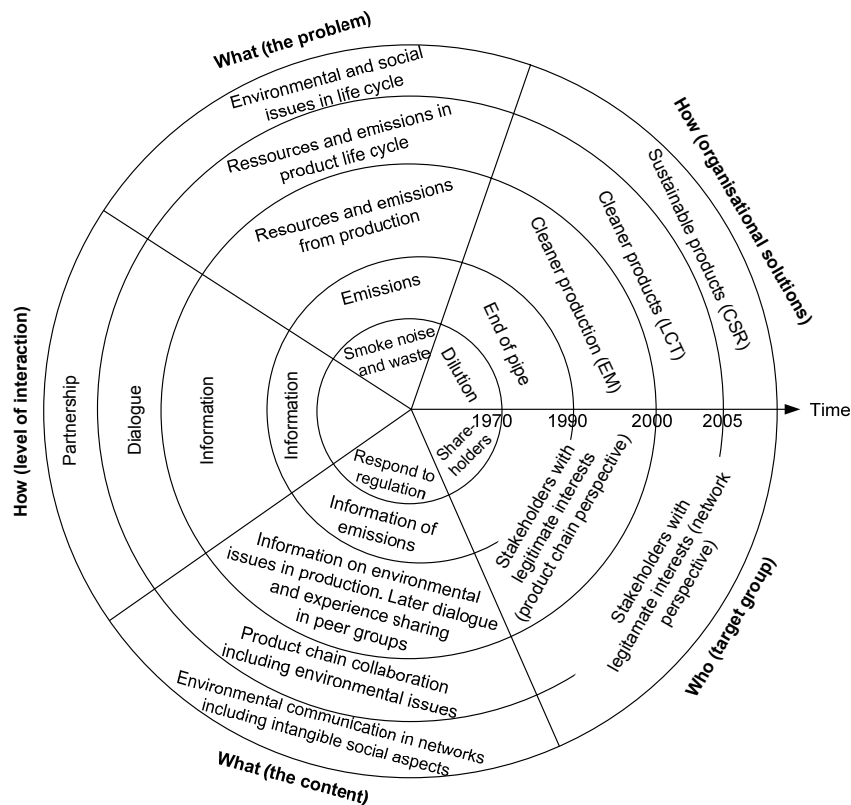 What (the problem)
Environmental and social
issues in life cycle
Ressources and emissions in
product life cycle
Resources and emissions
from production
Emissions
Smoke noise
and waste
How (organisational solutions)
Sustainable products (CSR)
Cleaner products (LCT)
Cleaner production (EM)
End of pipe
Dilution
1970
1990
2000
2005
Time
How (level of interaction)
Partnership
Dialogue
Information
Information
Share-
holders
Stakeholders with
legitimate interests
(product chain perspective)
Stakeholders with
legitamate interests (network
perspective)
Who (target group)
Respond to
regulation
Information of
emissions
Information on environmental
issues in production. Later dialogue
and experience sharing
in peer groups
Product chain collaboration
including environmental issues
Environmental communication in networks
including intangible social aspects
What (the content)